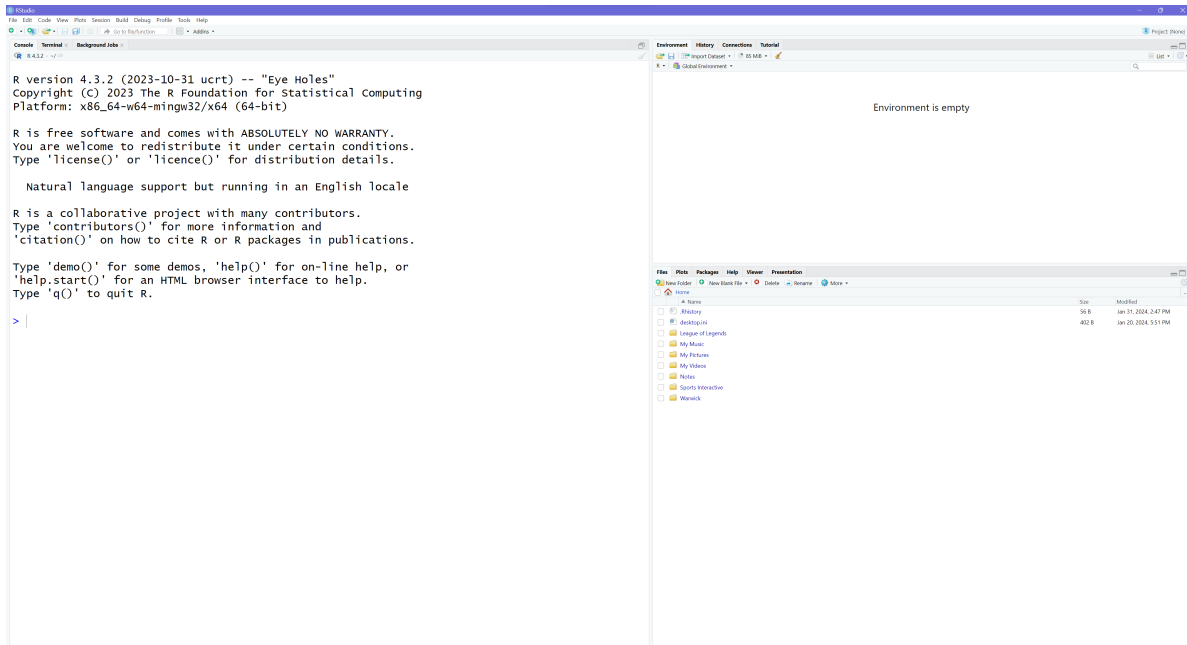 RStudio
File Edit Code View Plots Session Build Debug Profile Tools Help
Go to file/function Addins
Project: (None)
Console Terminal Background Jobs
R 4.3.2 · ~/
R version 4.3.2 (2023-10-31 ucrt) -- "Eye Holes"
Copyright (C) 2023 The R Foundation for Statistical Computing
Platform: x86_64-w64-mingw32/x64 (64-bit)
R is free software and comes with ABSOLUTELY NO WARRANTY.
You are welcome to redistribute it under certain conditions.
Type 'license()' or 'licence()' for distribution details.
Natural language support but running in an English locale
R is a collaborative project with many contributors.
Type 'contributors()' for more information and
'citation()' on how to cite R or R packages in publications.
Type 'demo()' for some demos, 'help()' for on-line help, or
'help.start()' for an HTML browser interface to help.
Type 'q()' to quit R.
>
Environment History Connections Tutorial
Import Dataset 85 MiB List
R Global Environment
Environment is empty
Files Plots Packages Help Viewer Presentation
New Folder New Blank File Delete Rename More
Home
Name Size Modified
.Rhistory 56 B Jan 31, 2024, 2:47 PM
desktop.ini 402 B Jan 20, 2024, 5:51 PM
League of Legends
My Music
My Pictures
My Videos
Notes
Sports Interactive
Warwick